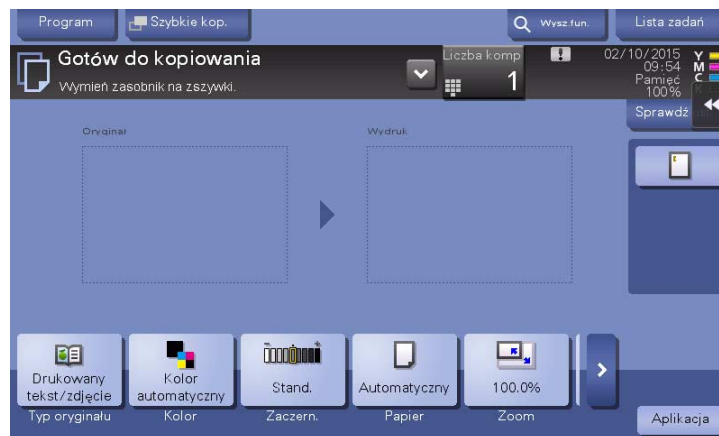 Program
Szybkie kop.
Wysz.fun.
Lista zadań
Gotów do kopiowania
Wymień zasobnik na zszywki.
Liczba komp
1
02/10/2015
09:54
Pamięć
100%
Y
M
C
K
Sprawdź
Oryginał
Wydruk
Drukowany
tekst/zdjęcie
Typ oryginału
Kolor
automatyczny
Kolor
Stand.
Zaczern.
Automatyczny
Papier
100.0%
Zoom
Aplikacja